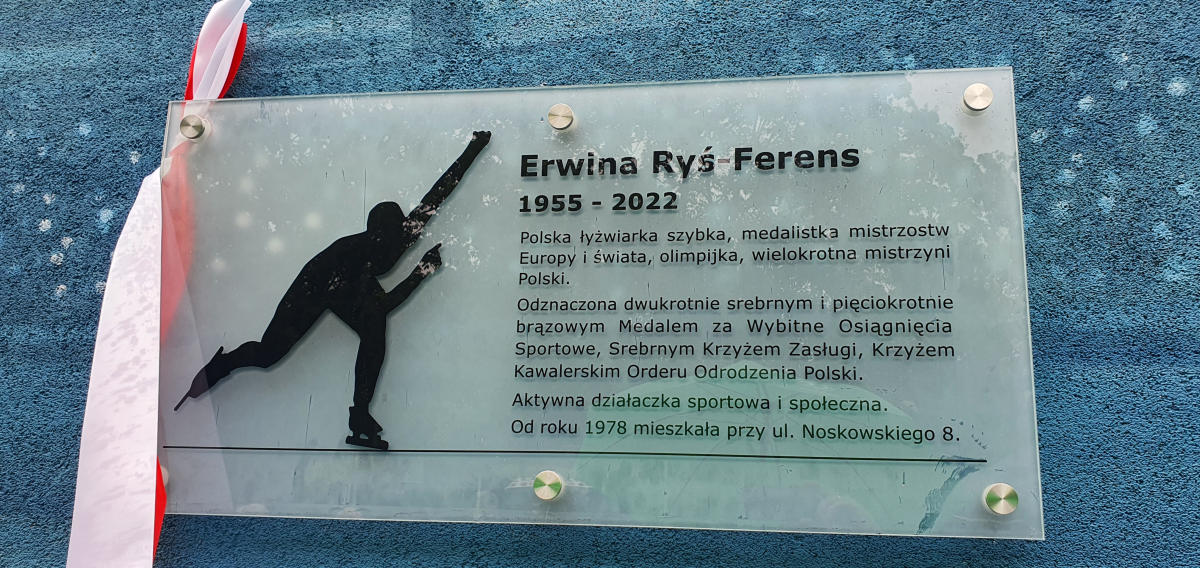 Erwina Ryś-Ferens
1955 - 2022
Polska łyżwiarka szybka, medalistka mistrzostw
Europy i świata, olimpijka, wielokrotna mistrzyni
Polski.
Odznaczona dwukrotnie srebrnym i pięciokrotnie
brązowym Medalem za Wybitne Osiągnięcia
Sportowe, Srebrnym Krzyżem Zasługi, Krzyżem
Kawalerskim Orderu Odrodzenia Polski.
Aktywna działaczka sportowa i społeczna.
Od roku 1978 mieszkała przy ul. Noskowskiego 8.